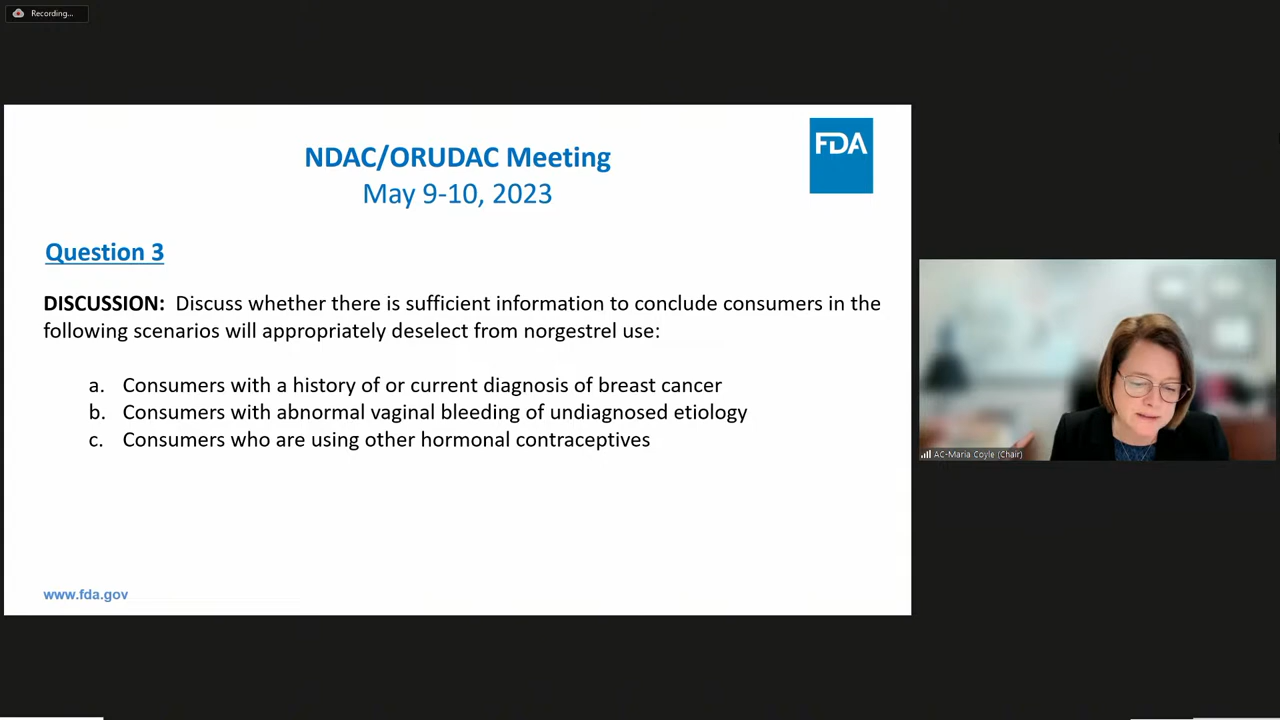 Recording...
NDAC/ORUDAC Meeting
May 9-10, 2023
FDA
Question 3
DISCUSSION: Discuss whether there is sufficient information to conclude consumers in the
following scenarios will appropriately deselect from norgestrel use:
a. Consumers with a history of or current diagnosis of breast cancer
b. Consumers with abnormal vaginal bleeding of undiagnosed etiology
c. Consumers who are using other hormonal contraceptives
AC-Maria Coyle (Chair)
www.fda.gov